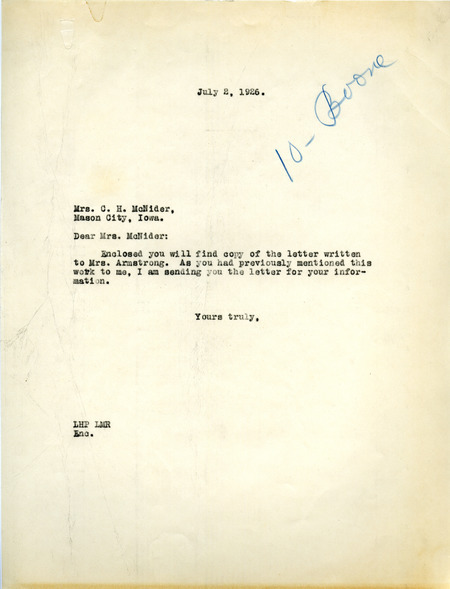 July 2, 1926.
10- Boone
Mrs. C. H. McNider,
Mason City, Iowa.
Dear Mrs. McNider:
Enclosed you will find copy of the letter written
to Mrs. Armstrong. As you had previously mentioned this
work to me, I am sending you the letter for your infor-
mation.
Yours truly,
LHP LMR
Enc.